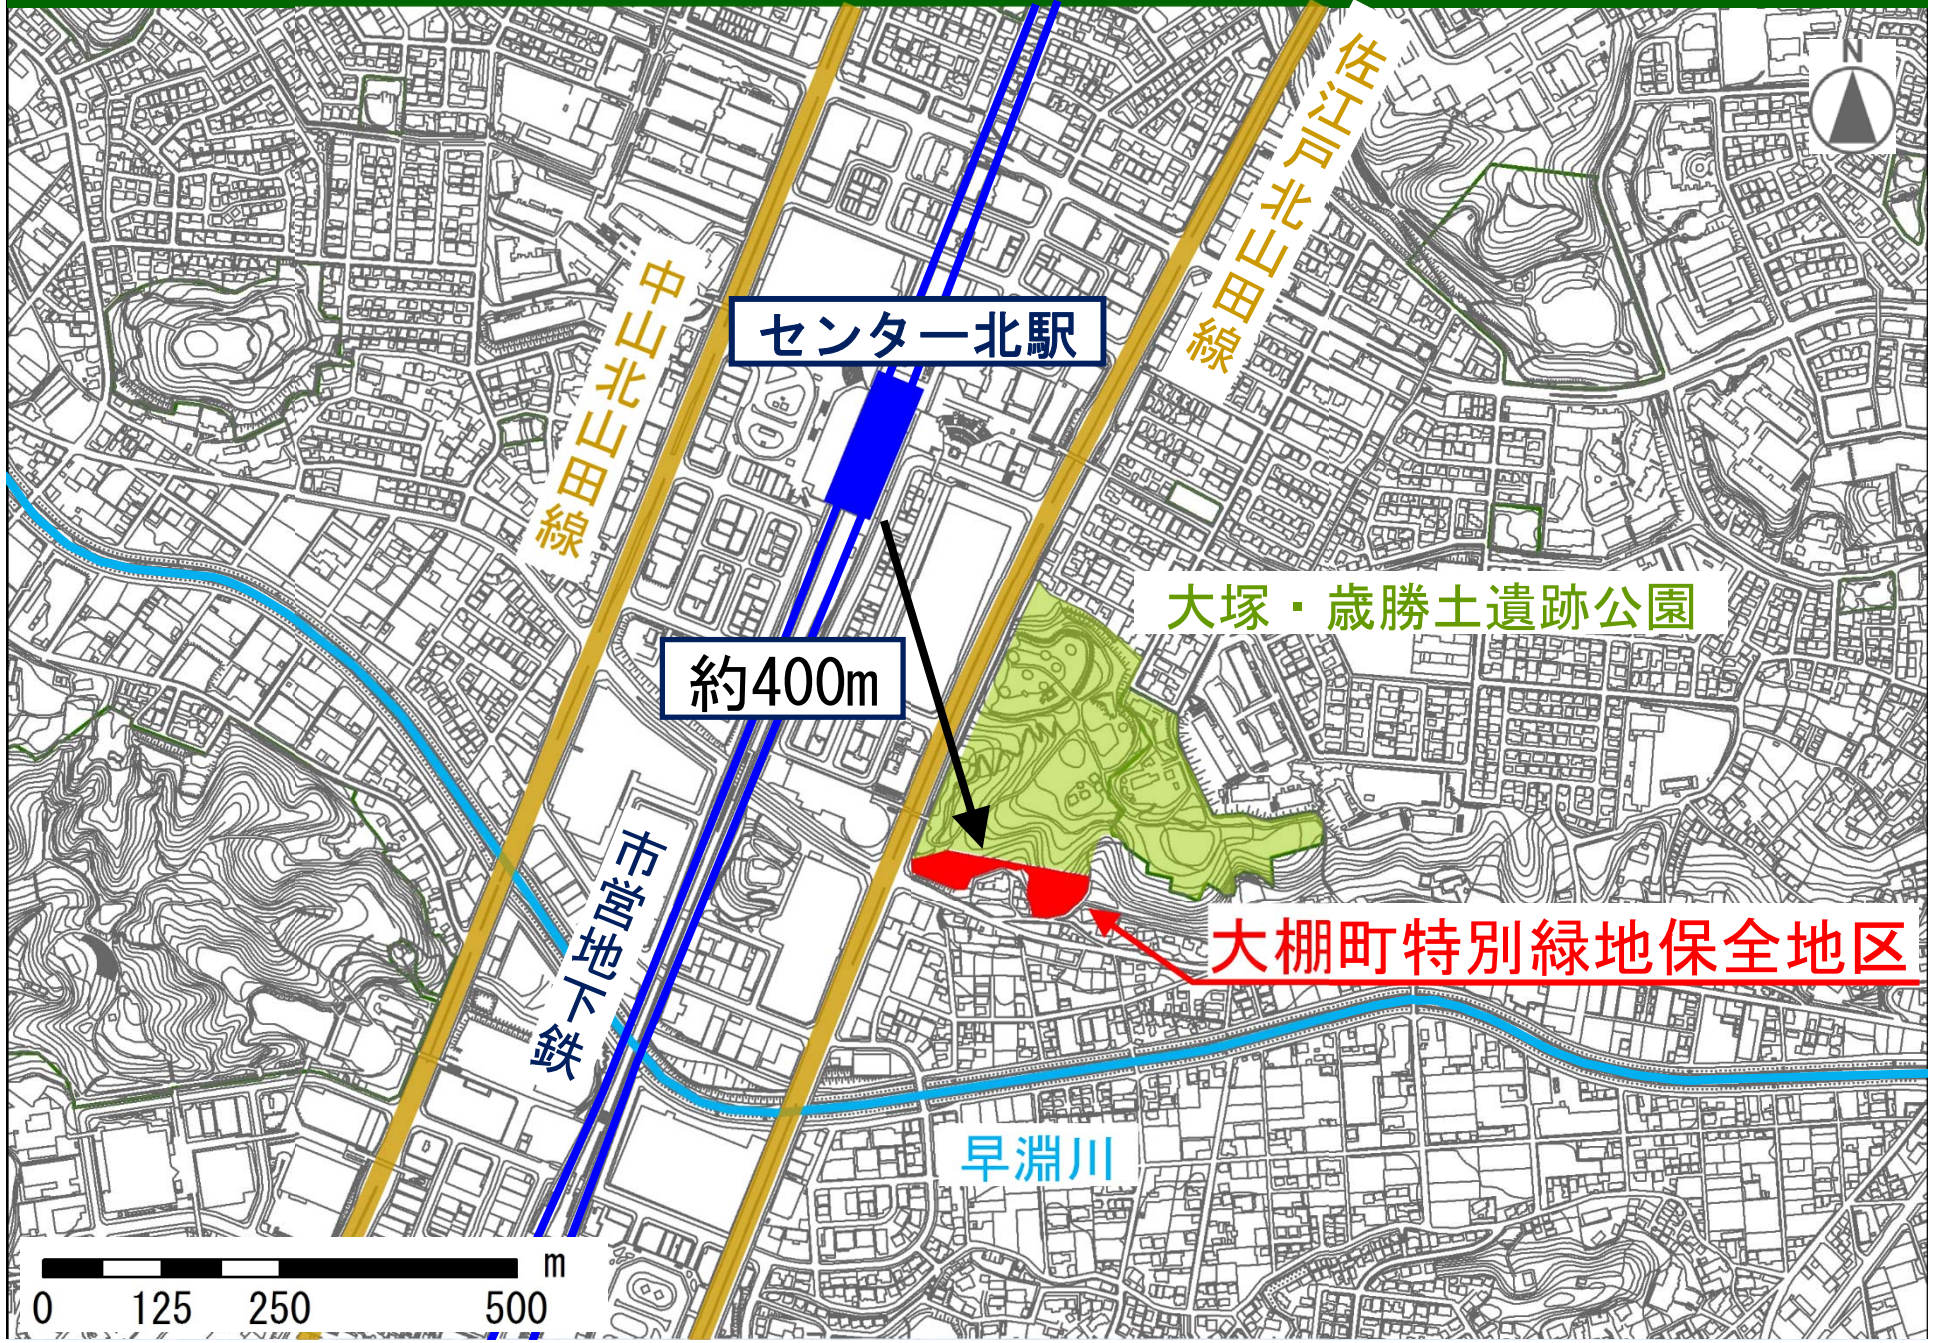 N
佐江戸北山田線
中山北山田線
センター北駅
大塚・歳勝土遺跡公園
約400m
市営地下鉄
大棚町特別緑地保全地区
早淵川
m
0 125 250 500